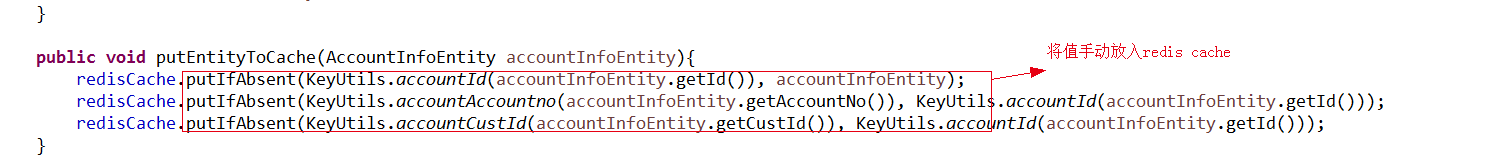 }
public void putEntityToCache(AccountInfoEntity accountInfoEntity){
将值手动放入redis cache
redisCache.putIfAbsent(KeyUtils.accountId(accountInfoEntity.getId()), accountInfoEntity);
redisCache.putIfAbsent(KeyUtils.accountAccountno(accountInfoEntity.getAccountNo()), KeyUtils.accountId(accountInfoEntity.getId()));
redisCache.putIfAbsent(KeyUtils.accountCustId(accountInfoEntity.getCustId()), KeyUtils.accountId(accountInfoEntity.getId()));
}